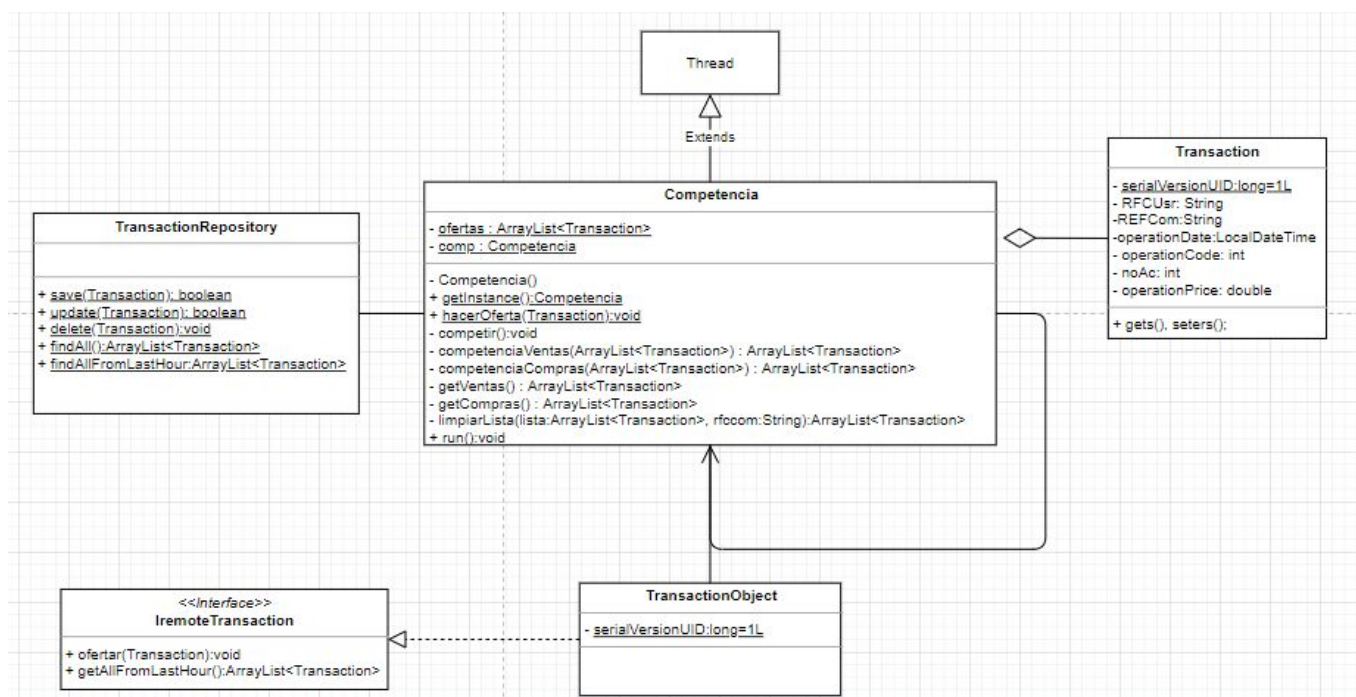 Thread
Extends
Transaction
- serialVersionUID:long=1L
- RFCUsr: String
-REFCom:String
-operationDate:LocalDateTime
- operationCode: int
- noAc: int
- operationPrice: double
+ gets(), seters();
Competencia
- ofertas : ArrayList<Transaction>
- comp : Competencia
- Competencia()
+ getInstance():Competencia
+ hacerOferta(Transaction):void
- competir():void
- competenciaVentas(ArrayList<Transaction>) : ArrayList<Transaction>
- competenciaCompras(ArrayList<Transaction>) : ArrayList<Transaction>
- getVentas() : ArrayList<Transaction>
- getCompras() : ArrayList<Transaction>
- limpiarLista(lista:ArrayList<Transaction>, rfccom:String):ArrayList<Transaction>
+ run():void
TransactionRepository
+ save(Transaction): boolean
+ update(Transaction): boolean
+ delete(Transaction):void
+ findAll():ArrayList<Transaction>
+ findAllFromLastHour:ArrayList<Transaction>
<<Interface>>
IremoteTransaction
+ ofertar(Transaction):void
+ getAllFromLastHour():ArrayList<Transaction>
TransactionObject
- serialVersionUID:long=1L